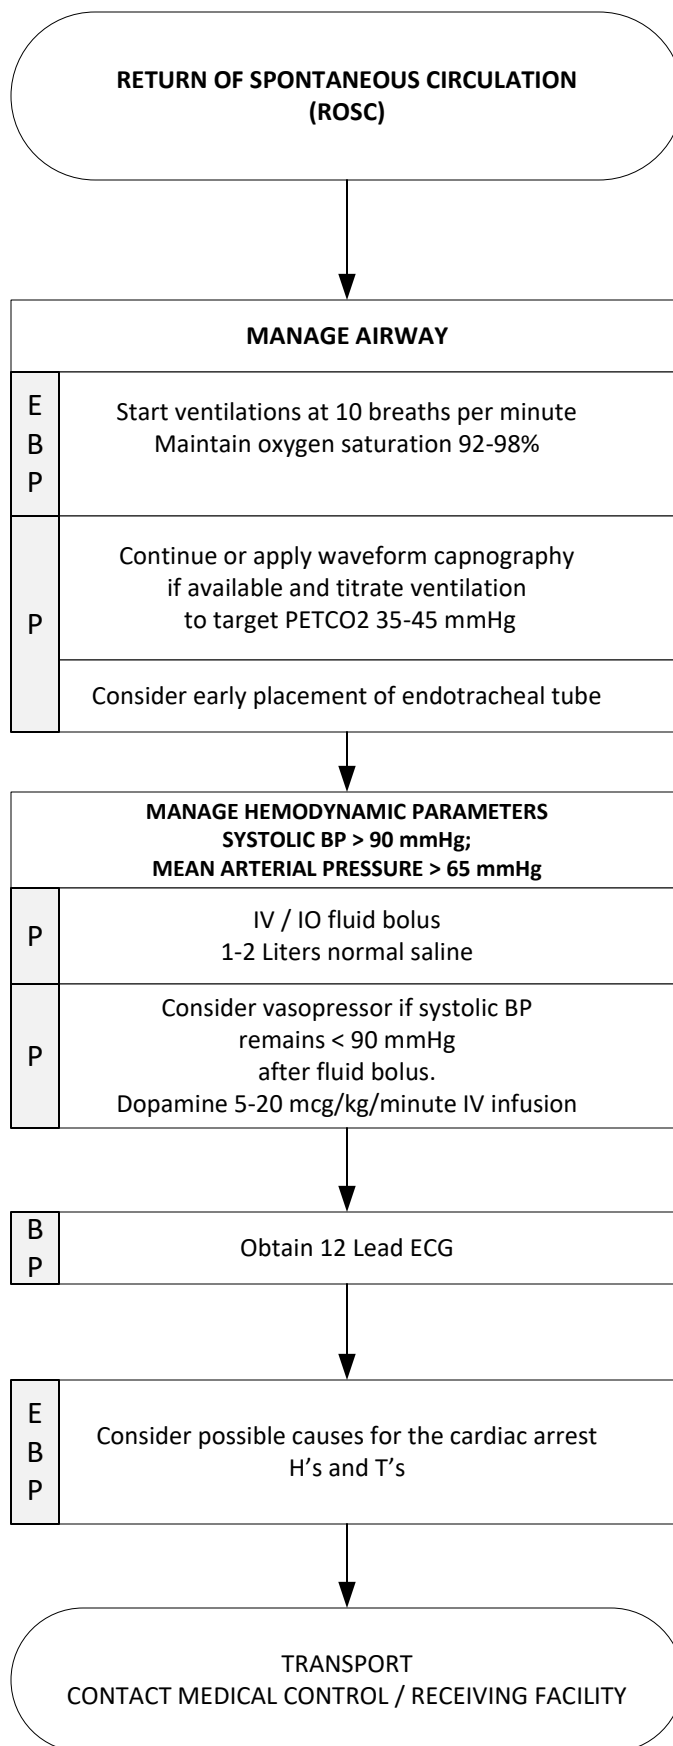 RETURN OF SPONTANEOUS CIRCULATION
(ROSC)
MANAGE AIRWAY
E
B
P
Start ventilations at 10 breaths per minute
Maintain oxygen saturation 92-98%
P
Continue or apply waveform capnography
if available and titrate ventilation
to target PETCO2 35-45 mmHg
Consider early placement of endotracheal tube
MANAGE HEMODYNAMIC PARAMETERS
SYSTOLIC BP > 90 mmHg;
MEAN ARTERIAL PRESSURE > 65 mmHg
P
IV / IO fluid bolus
1-2 Liters normal saline
P
Consider vasopressor if systolic BP
remains < 90 mmHg
after fluid bolus.
Dopamine 5-20 mcg/kg/minute IV infusion
B
P
Obtain 12 Lead ECG
E
B
P
Consider possible causes for the cardiac arrest
H’s and T’s
TRANSPORT
CONTACT MEDICAL CONTROL / RECEIVING FACILITY